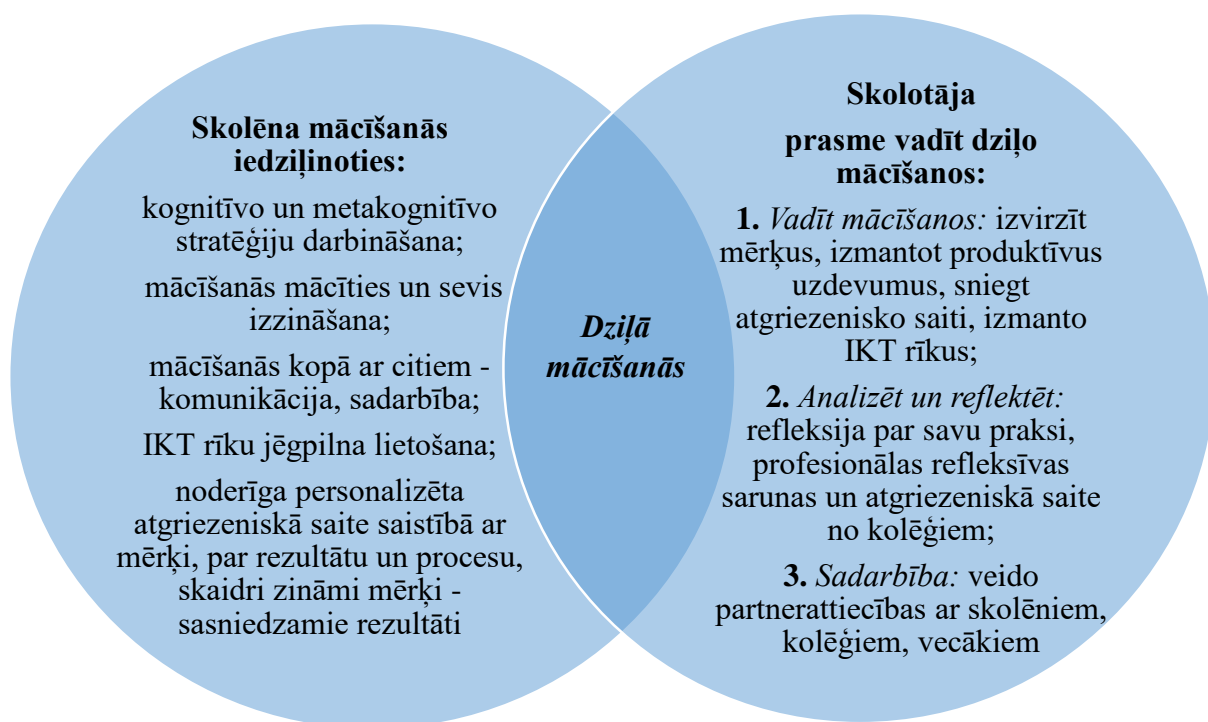 Skolēna mācīšanās
iedziļinoties:
kognitīvo un metakognitīvo
stratēģiju darbināšana;
mācīšanās mācīties un sevis
izzināšana;
mācīšanās kopā ar citiem -
komunikācija, sadarbība;
IKT rīku jēgpilna lietošana;
noderīga personalizēta
atgriezeniskā saite saistībā ar
mērķi, par rezultātu un procesu,
skaidri zināmi mērķi -
sasniedzamie rezultāti
Dziļā
mācīšanās
Skolotāja
prasme vadīt dziļo
mācīšanos:
1. Vadīt mācīšanos: izvirzīt
mērķus, izmantot produktīvus
uzdevumus, sniegt
atgriezenisko saiti, izmanto
IKT rīkus;
2. Analizēt un reflektēt:
refleksija par savu praksi,
profesionālas refleksīvas
sarunas un atgriezeniskā saite
no kolēģiem;
3. Sadarbība: veido
partnerattiecības ar skolēniem,
kolēģiem, vecākiem